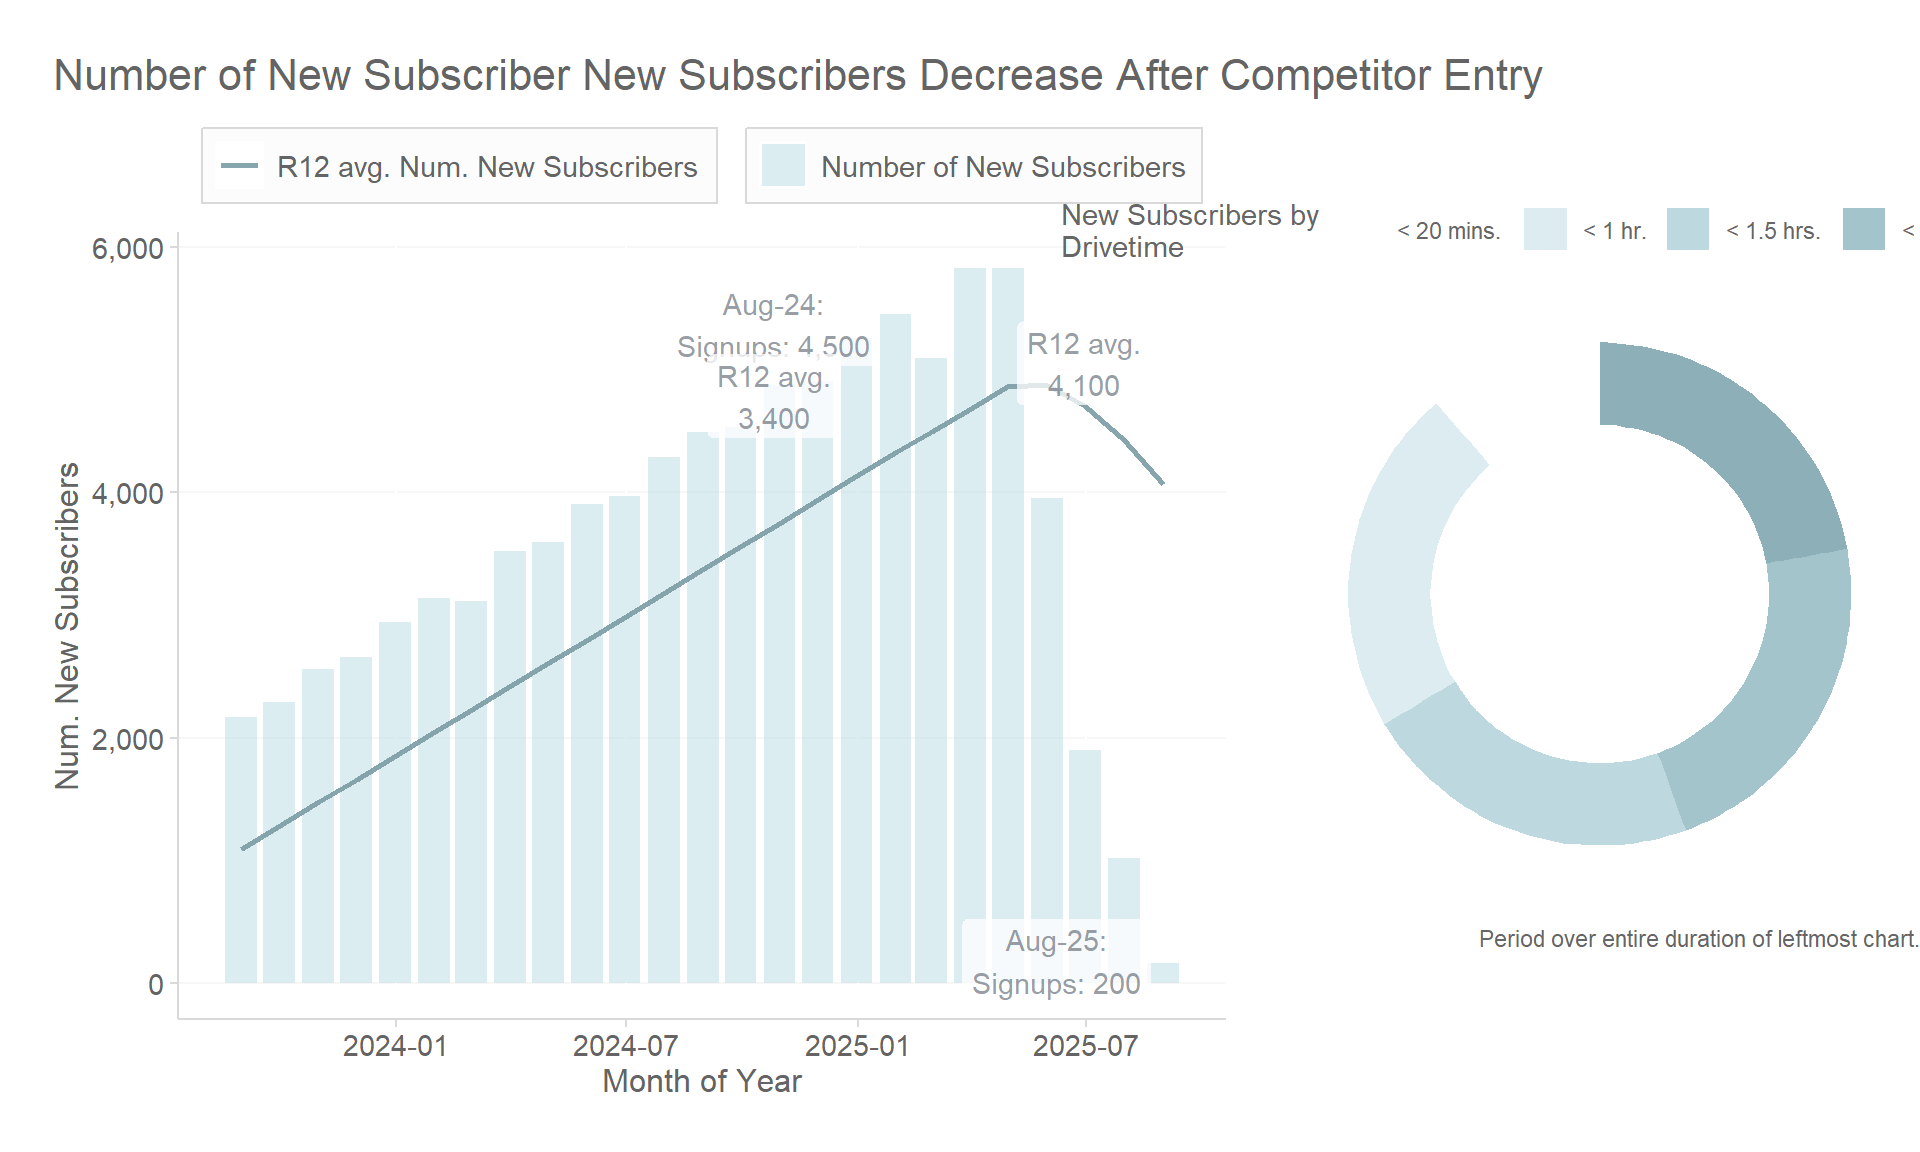 Number of New Subscriber New Subscribers Decrease After Competitor Entry
R12 avg. Num. New Subscribers
Number of New Subscribers
New Subscribers by
Drivetime
< 20 mins.
< 1 hr.
< 1.5 hrs.
<
6,000
4,000
2,000
0
Num. New Subscribers
Aug-24:
Signups: 4,500
R12 avg.
3,400
R12 avg.
4,100
Aug-25:
Signups: 200
2024-01
2024-07
2025-01
2025-07
Month of Year
Period over entire duration of leftmost chart.